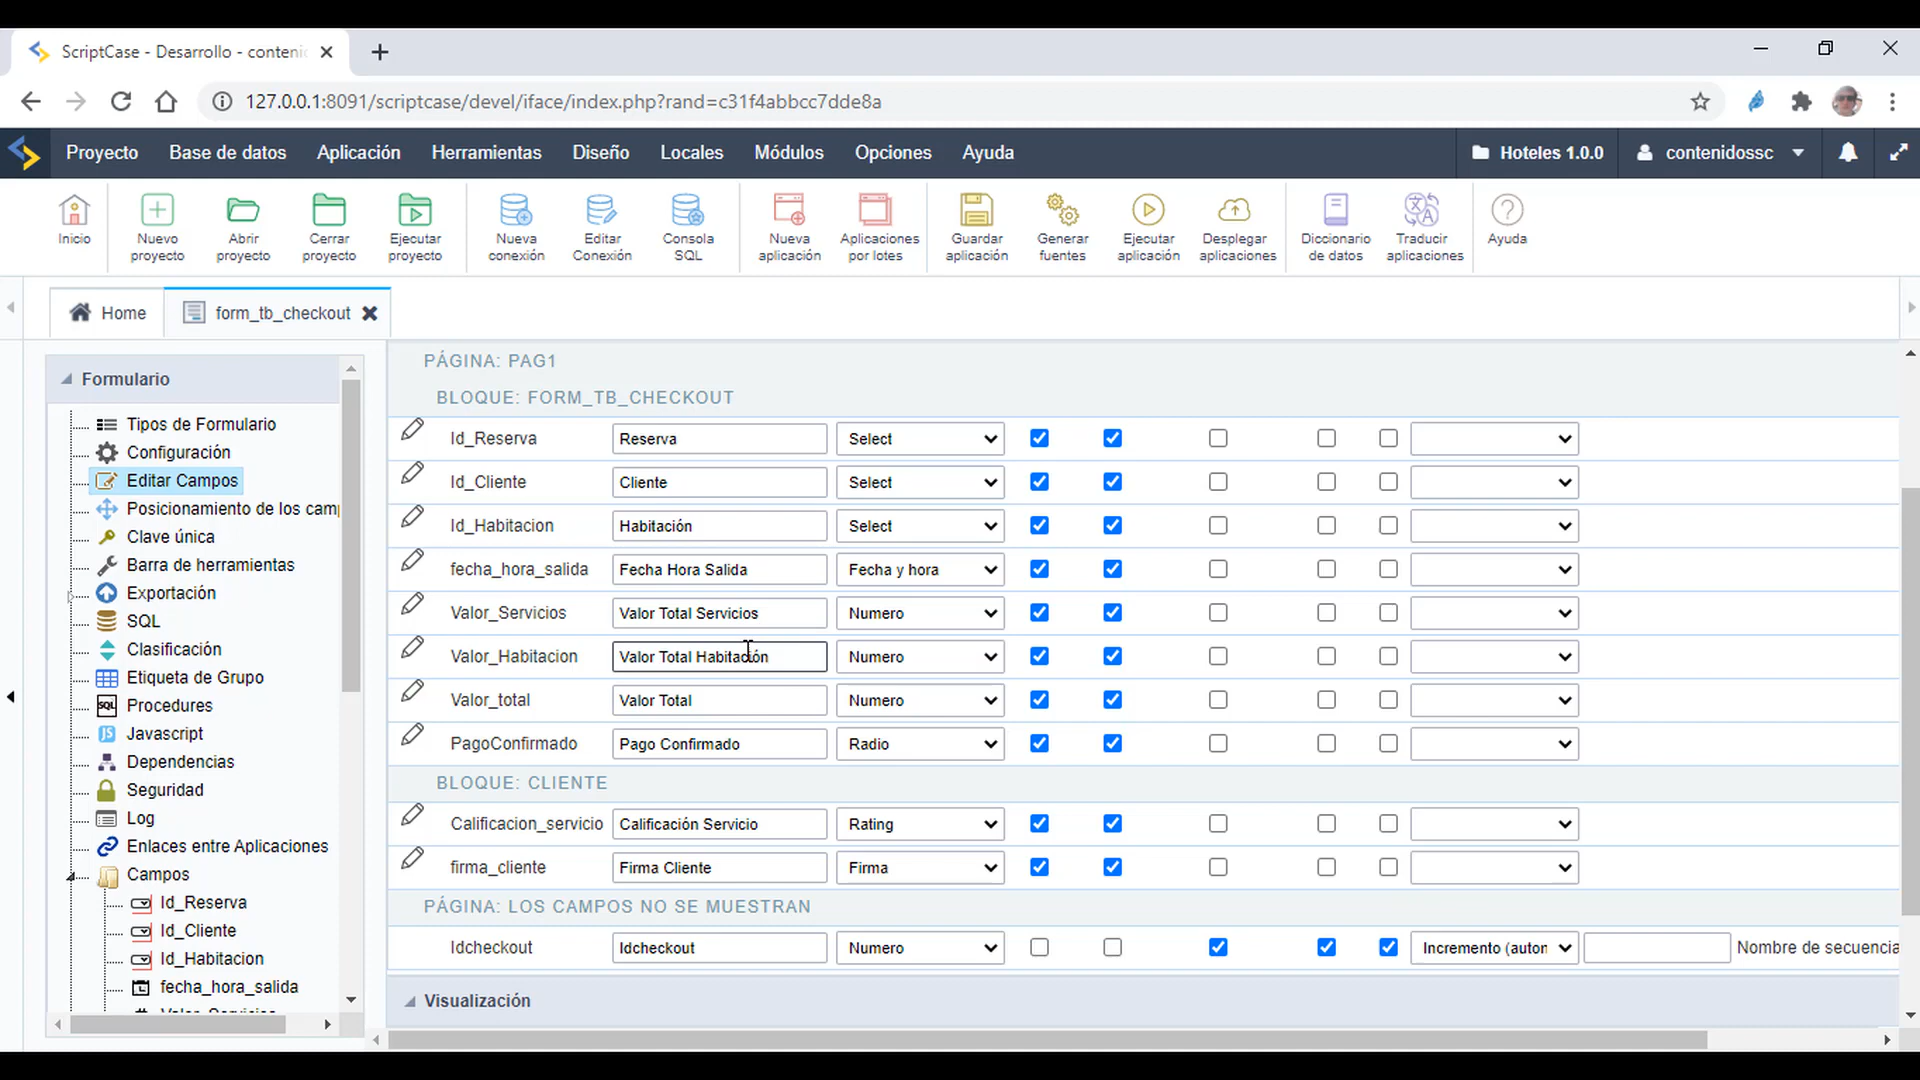 ScriptCase - Desarrollo - conteni
127.0.0.1:8091/scriptcase/devel/iface/index.php?rand=c31f4abbcc7dde8a
Proyecto Base de datos Aplicación Herramientas Diseño Locales Módulos Opciones Ayuda Hoteles 1.0.0 contenidossc
Inicio
Nuevo proyecto
Abrir proyecto
Cerrar proyecto
Ejecutar proyecto
Nueva conexión
Editar Conexión
Consola SQL
Nueva aplicación
Aplicaciones por lotes
Guardar aplicación
Generar fuentes
Ejecutar aplicación
Desplegar aplicaciones
Diccionario de datos
Traducir aplicaciones
Ayuda
Home form_tb_checkout
Formulario
Tipos de Formulario
Configuración
Editar Campos
Posicionamiento de los cam
Clave única
Barra de herramientas
Exportación
SQL
Clasificación
Etiqueta de Grupo
SQL Procedures
JS Javascript
Dependencias
Seguridad
Log
Enlaces entre Aplicaciones
Campos
Id_Reserva
Id_Cliente
Id_Habitacion
fecha_hora_salida
PÁGINA: PAG1
BLOQUE: FORM_TB_CHECKOUT
Id_Reserva Reserva Select
Id_Cliente Cliente Select
Id_Habitacion Habitación Select
fecha_hora_salida Fecha Hora Salida Fecha y hora
Valor_Servicios Valor Total Servicios Numero
Valor_Habitacion Valor Total Habitación Numero
Valor_total Valor Total Numero
PagoConfirmado Pago Confirmado Radio
BLOQUE: CLIENTE
Calificacion_servicio Calificación Servicio Rating
firma_cliente Firma Cliente Firma
PÁGINA: LOS CAMPOS NO SE MUESTRAN
Idcheckout Idcheckout Numero Incremento (auton Nombre de secuencia
Visualización